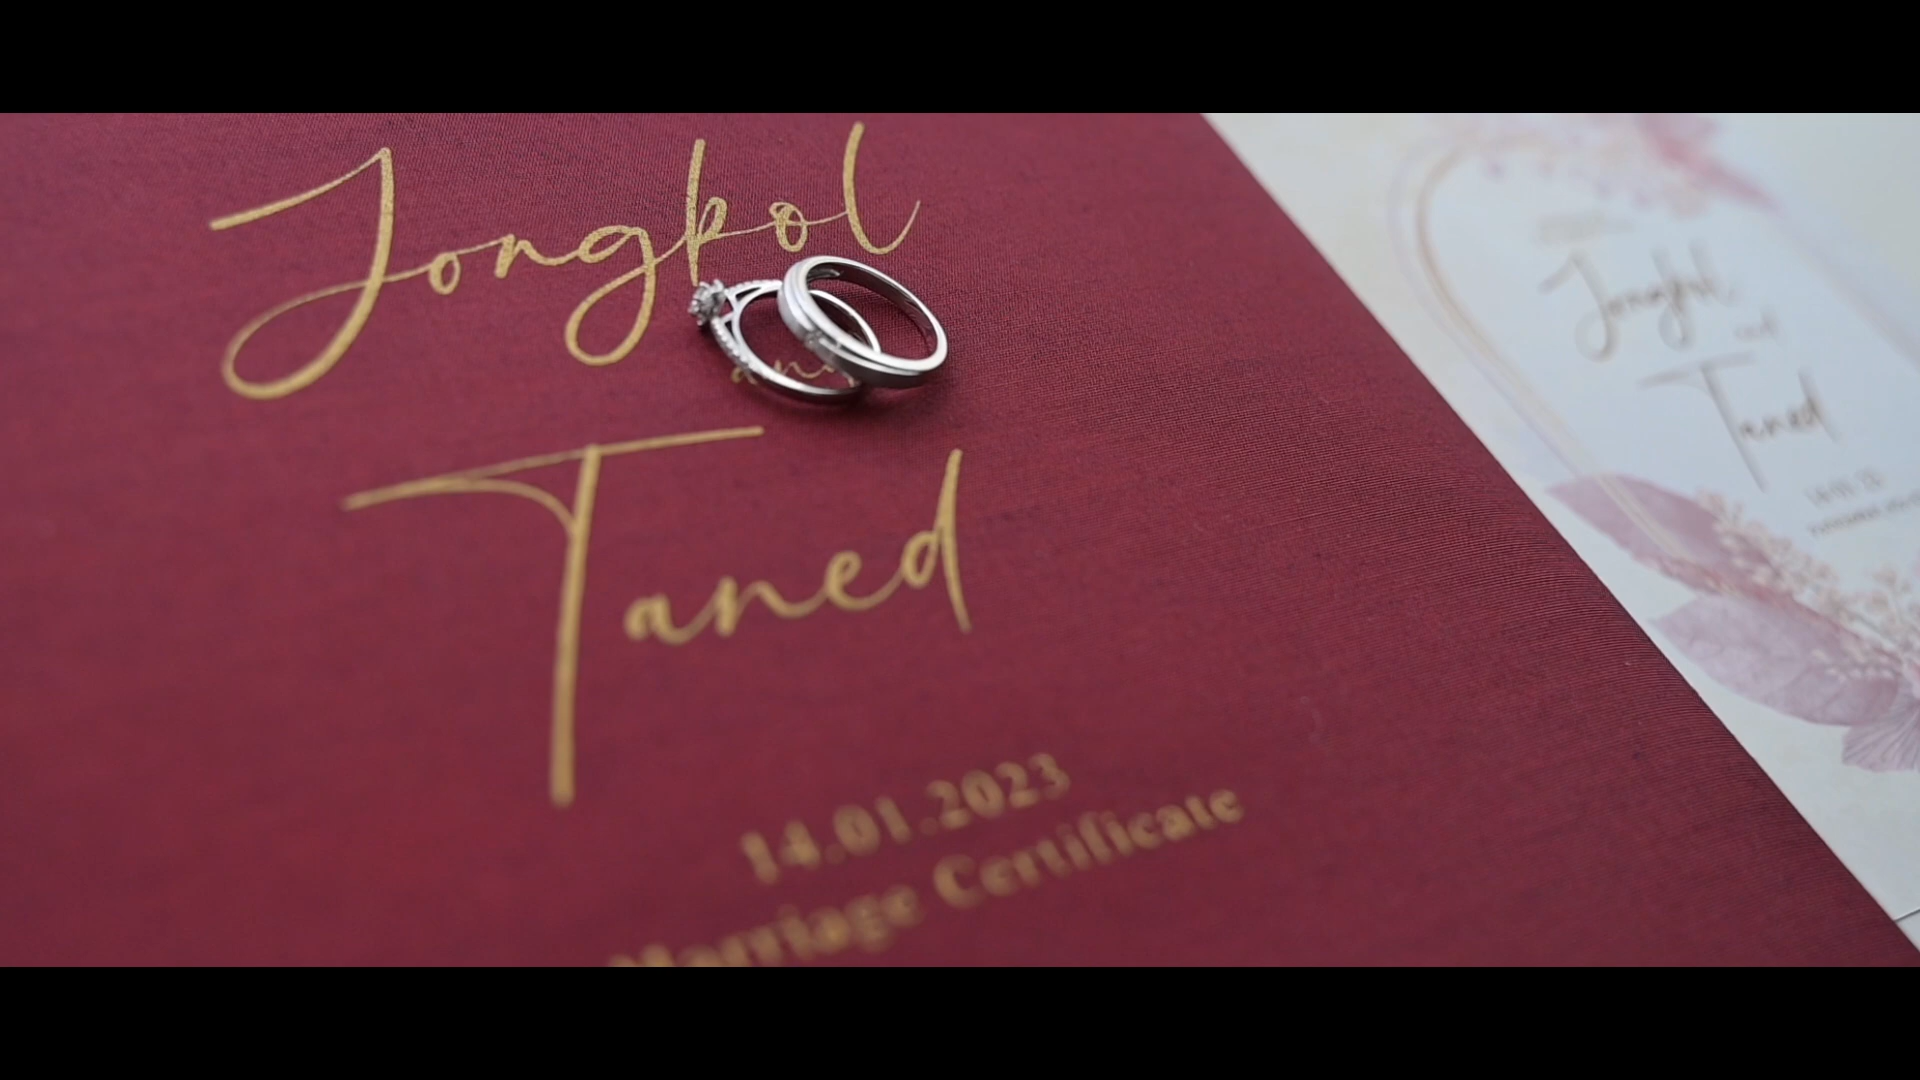 Jongkol
and
Taned
14.01.2023
Marriage Certificate
Jongkol
and
Taned